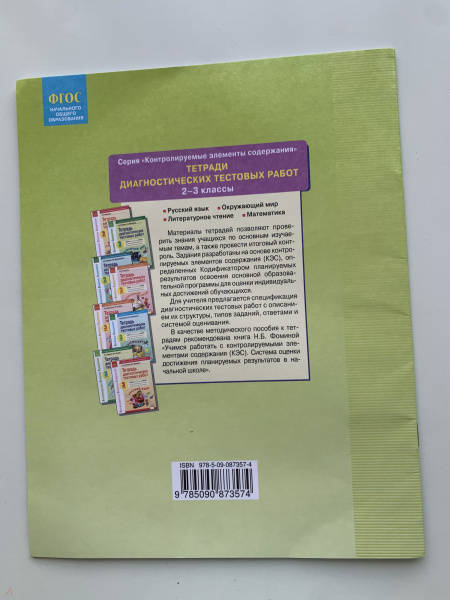 ФГОС
НАЧАЛЬНОГО
ОБЩЕГО
ОБРАЗОВАНИЯ
Серия «Контролируемые элементы содержания»
ТЕТРАДИ
ДИАГНОСТИЧЕСКИХ ТЕСТОВЫХ РАБОТ
2–3 классы
▪ Русский язык ▪ Окружающий мир
▪ Литературное чтение ▪ Математика
Материалы тетрадей позволяют прове-
рить знания учащихся по основным изучае-
мым темам, а также провести итоговый конт-
роль. Задания разработаны на основе контро-
лируемых элементов содержания (КЭС), оп-
ределенных Кодификатором планируемых
результатов освоения основной образова-
тельной программы для оценки индивидуаль-
ных достижений обучающихся.
Для учителя предлагается спецификация
диагностических тестовых работ с описани-
ем их структуры, типов заданий, ответами и
системой оценивания.
В качестве методического пособия к тет-
радям рекомендована книга Н.Б. Фоминой
«Учимся работать с контролируемыми эле-
ментами содержания (КЭС). Система оценки
достижения планируемых результатов в на-
чальной школе».
ISBN 978-5-09-087357-4
9 785090 873574